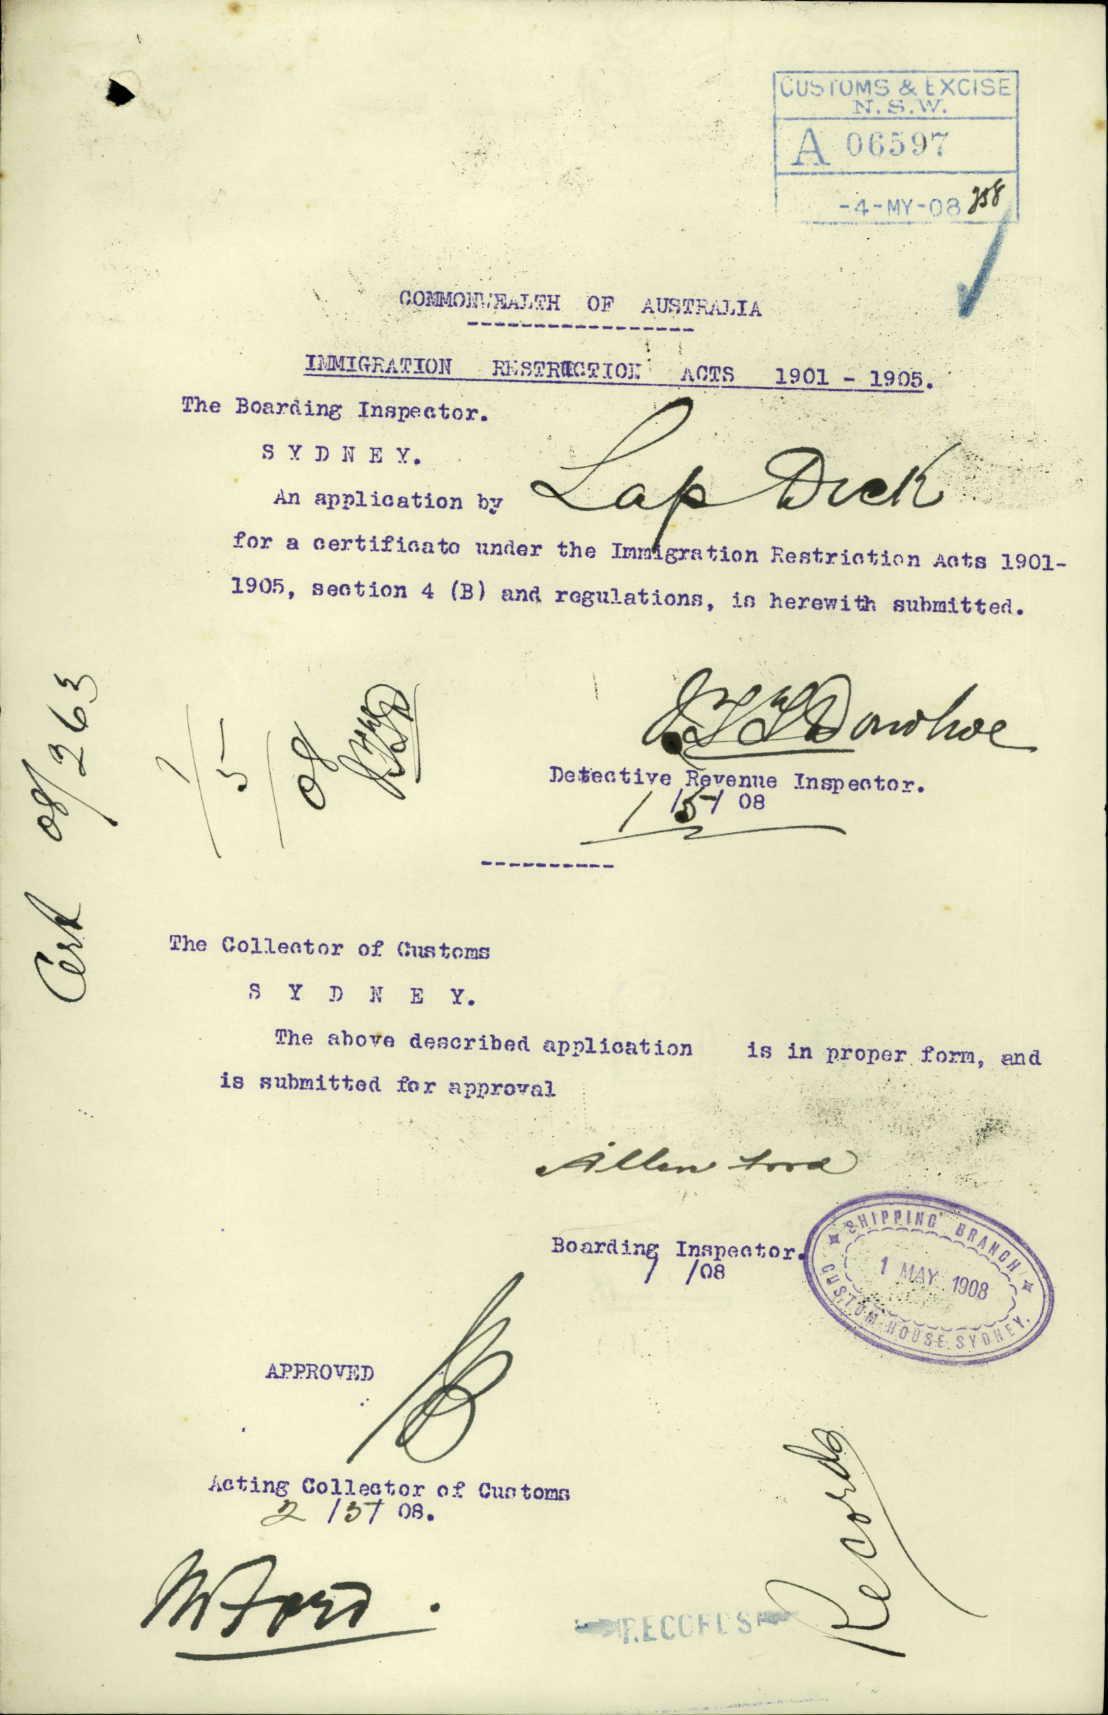 CUSTOMS & EXCISE
N.S.W.
A 06597
-4-MY-08 258
COMMONWEALTH OF AUSTRALIA
IMMIGRATION RESTRICTION ACTS 1901 - 1905.
The Boarding Inspector.
SYDNEY.
An application by Lap Dick
for a certificate under the Immigration Restriction Acts 1901-
1905, section 4 (B) and regulations, is herewith submitted.
Cert 08/263
7/5/08
JTTDonohoe
Detective Revenue Inspector.
1/5/08
The Collector of Customs
SYDNEY.
The above described application is in proper form, and
is submitted for approval
Allen Ford
Boarding Inspector.
/ /08
SHIPPING BRANCH
1 MAY 1908
CUSTOM HOUSE SYDNEY.
APPROVED
Acting Collector of Customs
2/5/08.
Mr Ford.
RECORDS
Records